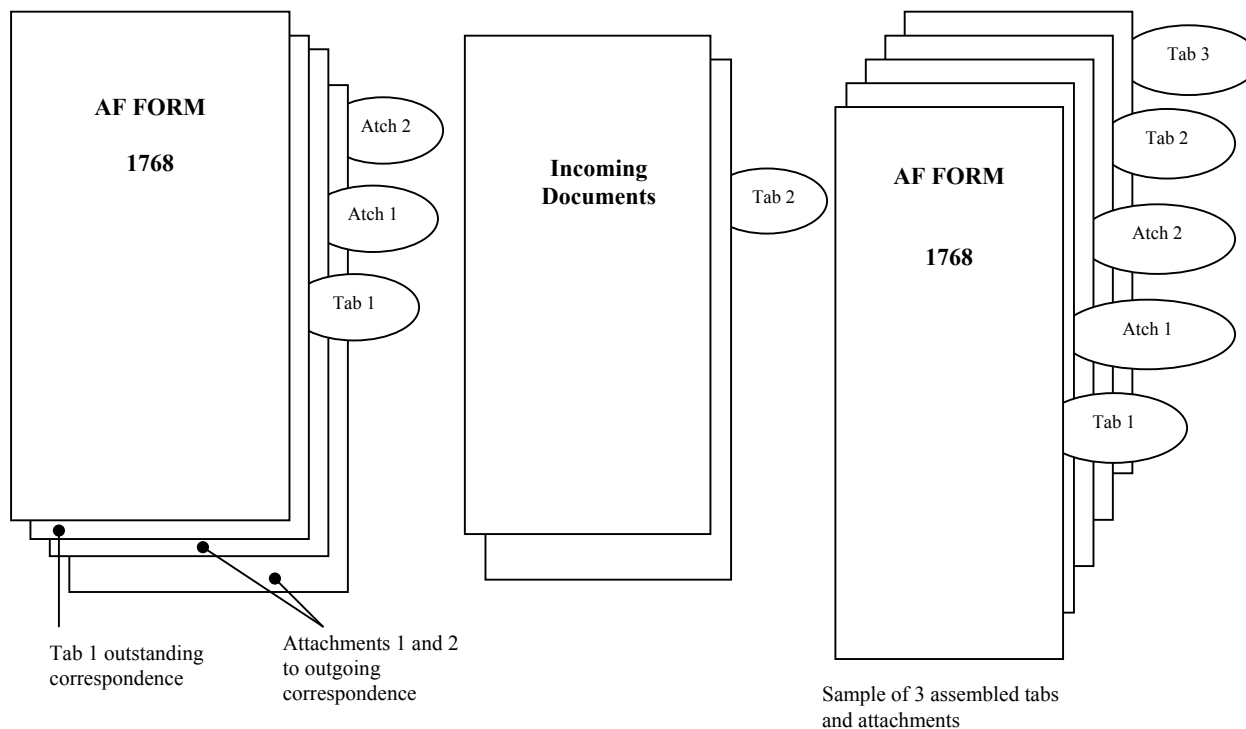 AF FORM
1768
Atch 2
Atch 1
Tab 1
Tab 1 outstanding
correspondence
Attachments 1 and 2
to outgoing
correspondence
Incoming
Documents
Tab 2
AF FORM
1768
Tab 3
Tab 2
Atch 2
Atch 1
Tab 1
Sample of 3 assembled tabs
and attachments